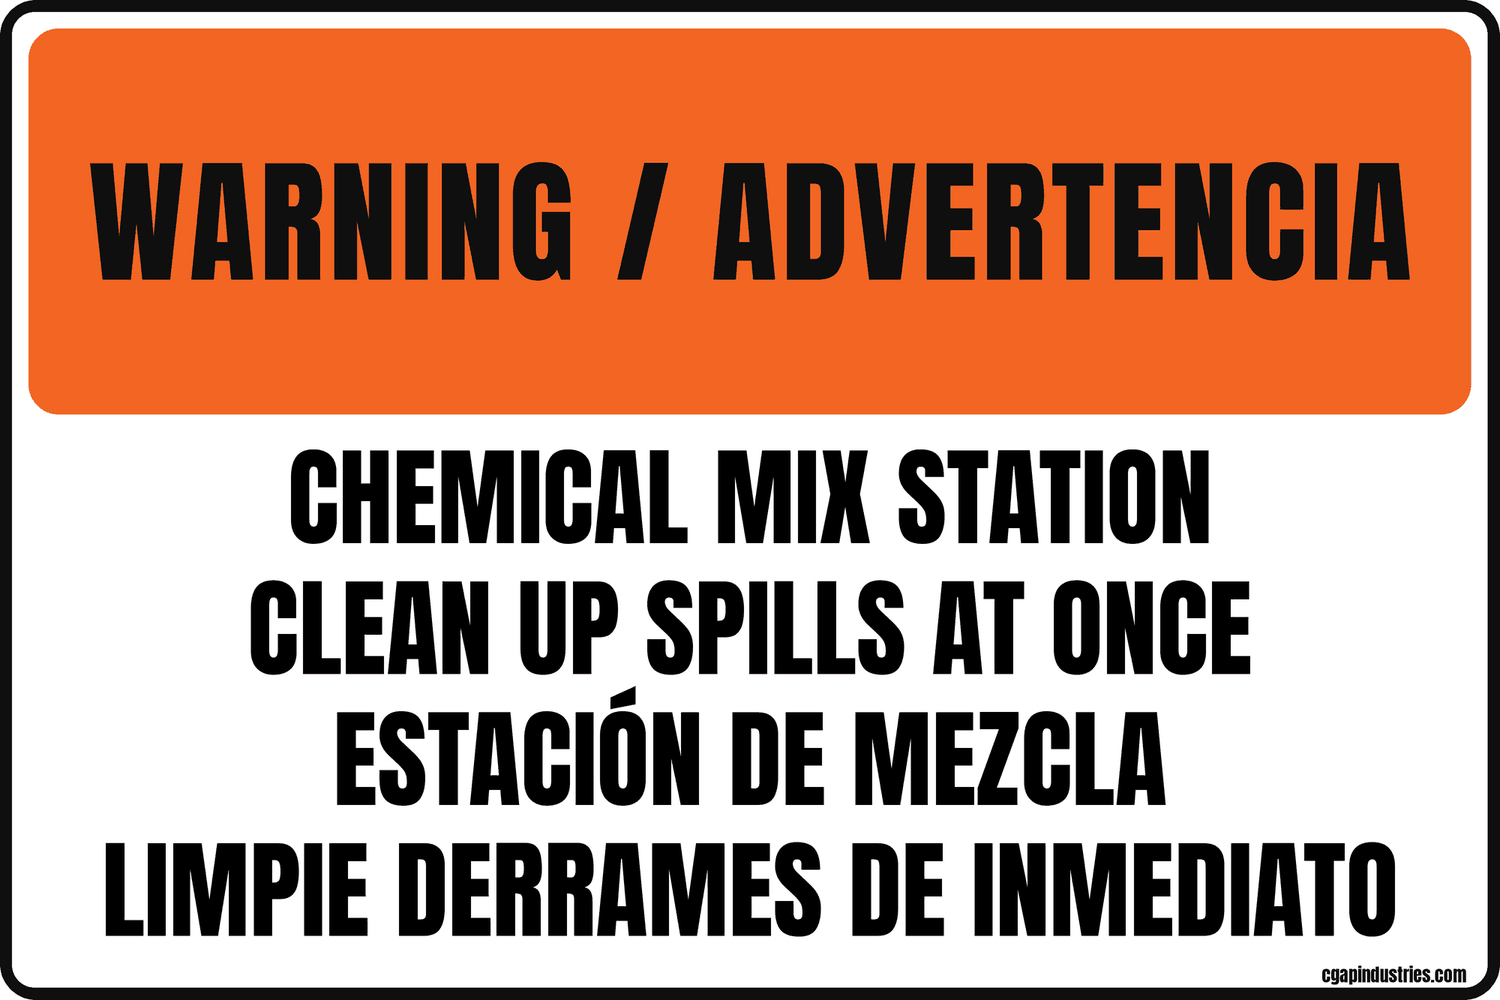 WARNING / ADVERTENCIA
CHEMICAL MIX STATION
CLEAN UP SPILLS AT ONCE
ESTACIÓN DE MEZCLA
LIMPIE DERRAMES DE INMEDIATO
cgapindustries.com